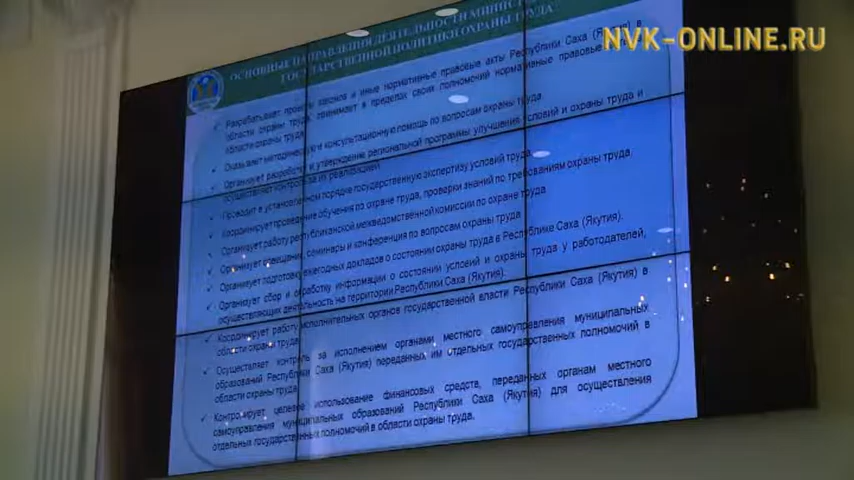 NVK-ONLINE.RU
ОСНОВНЫЕ НАПРАВЛЕНИЯ ДЕЯТЕЛЬНОСТИ
ГОСУДАРСТВЕННОЙ ПОЛИТИКИ ОХРАНЫ ТРУДА
Разрабатывает проекты законов и иные нормативные правовые акты Республики Саха (Якутия) в
области охраны труда, принимает в пределах своих полномочий нормативные правовые
области охраны труда
Оказывает методическую и консультационную помощь по вопросам охраны труда
Организует разработку и утверждение региональной программы улучшения условий и охраны труда и
осуществляет контроль за их реализацией
Проводит в установленном порядке государственную экспертизу условий труда
Координирует проведение обучения по охране труда, проверки знаний по требованиям охраны труда.
Организует работу республиканской межведомственной комиссии по охране труда
Организует совещания, семинары и конференция по вопросам охраны труда
Организует подготовку ежегодных докладов о состоянии охраны труда в Республике Саха (Якутия).
Организует сбор и обработку информации о состоянии условий и охраны труда у работодателей,
осуществляющих деятельность на территории Республики Саха (Якутия).
Координирует работу исполнительных органов государственной власти Республики Саха (Якутия) в
области охраны труда.
Осуществляет контроль за исполнением органами местного самоуправления муниципальных
образований Республики Саха (Якутия) переданных им отдельных государственных полномочий в
области охраны труда.
Контролирует целевое использование финансовых средств, переданных органам местного
самоуправления муниципальных образований Республики Саха (Якутия) для осуществления
отдельных государственных полномочий в области охраны труда.